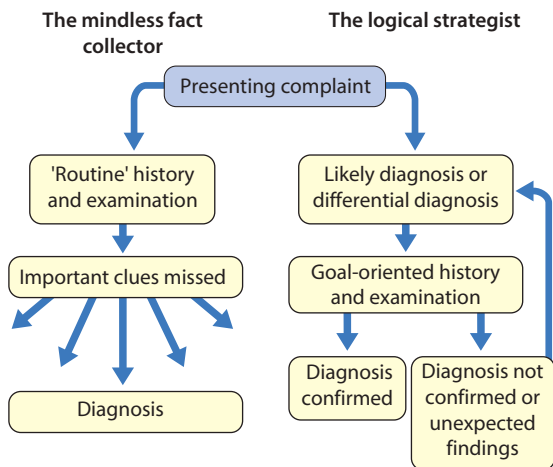 The mindless fact
collector
The logical strategist
Presenting complaint
'Routine' history
and examination
Important clues missed
Diagnosis
Likely diagnosis or
differential diagnosis
Goal-oriented history
and examination
Diagnosis
confirmed
Diagnosis not
confirmed or
unexpected
findings